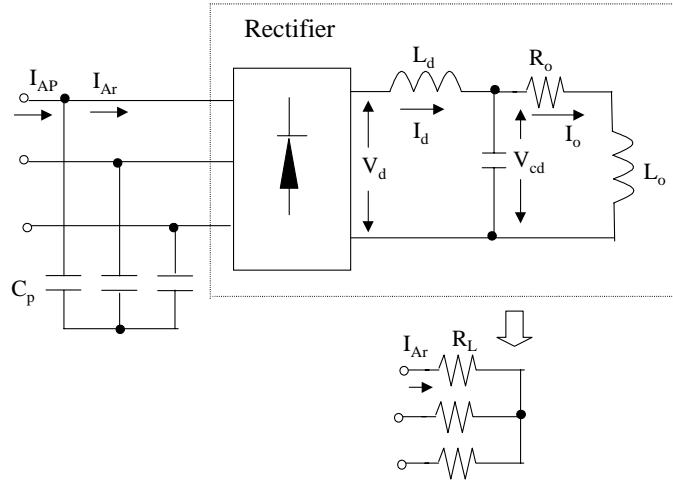 Rectifier
I_AP
I_Ar
L_d
R_o
I_d
I_o
V_d
V_cd
L_o
C_p
I_Ar
R_L